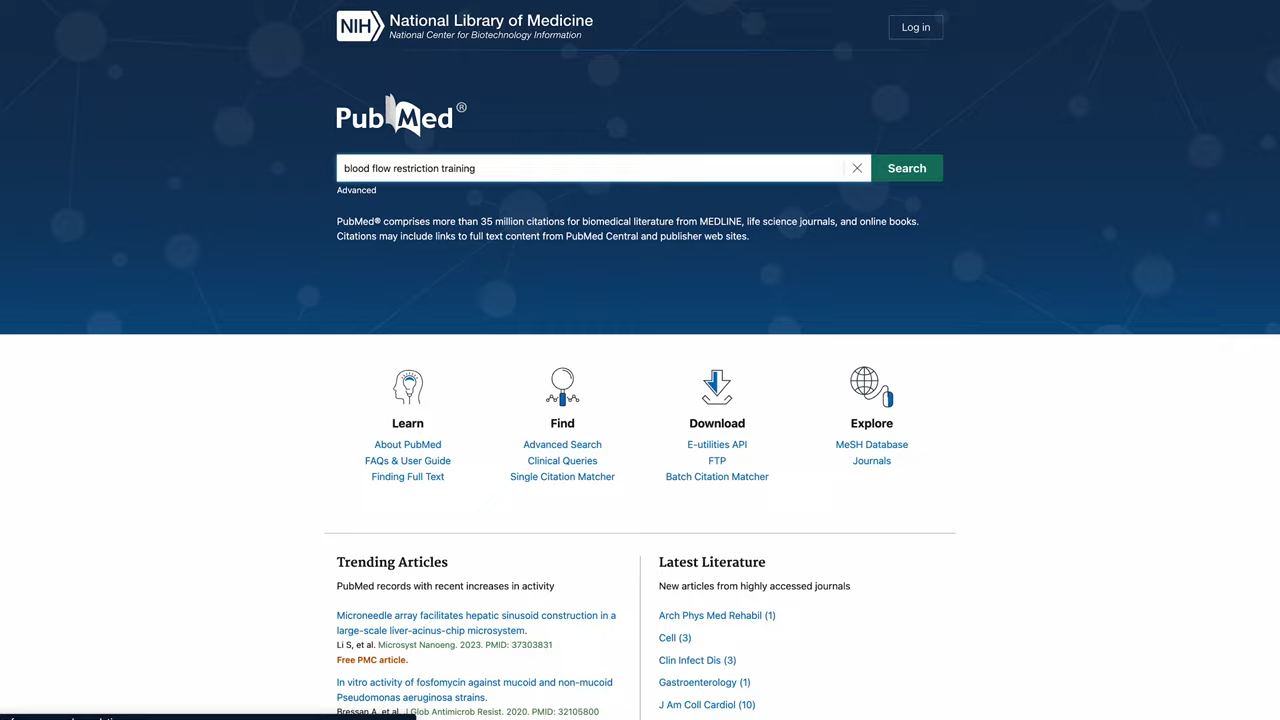 NIH
National Library of Medicine
National Center for Biotechnology Information
Log in
PubMed®
blood flow restriction training
Search
Advanced
PubMed® comprises more than 35 million citations for biomedical literature from MEDLINE, life science journals, and online books.
Citations may include links to full text content from PubMed Central and publisher web sites.
Learn
About PubMed
FAQs & User Guide
Finding Full Text
Find
Advanced Search
Clinical Queries
Single Citation Matcher
Download
E-utilities API
FTP
Batch Citation Matcher
Explore
MeSH Database
Journals
Trending Articles
PubMed records with recent increases in activity
Microneedle array facilitates hepatic sinusoid construction in a
large-scale liver-acinus-chip microsystem.
Li S, et al. Microsyst Nanoeng. 2023. PMID: 37303831
Free PMC article.
In vitro activity of fosfomycin against mucoid and non-mucoid
Pseudomonas aeruginosa strains.
Bressan A, et al. J Glob Antimicrob Resist. 2020. PMID: 32105800
Latest Literature
New articles from highly accessed journals
Arch Phys Med Rehabil (1)
Cell (3)
Clin Infect Dis (3)
Gastroenterology (1)
J Am Coll Cardiol (10)